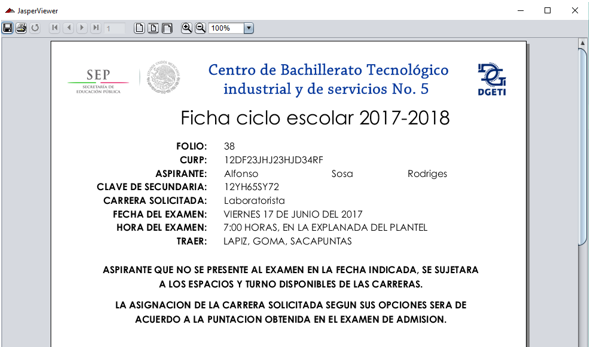 JasperViewer
1
100%
SEP
SECRETARÍA DE
EDUCACIÓN PÚBLICA
Centro de Bachillerato Tecnológico
industrial y de servicios No. 5
DGETI
Ficha ciclo escolar 2017-2018
FOLIO: 38
CURP: 12DF23JHJ23HJD34RF
ASPIRANTE: Alfonso Sosa Rodriges
CLAVE DE SECUNDARIA: 12YH65SY72
CARRERA SOLICITADA: Laboratorista
FECHA DEL EXAMEN: VIERNES 17 DE JUNIO DEL 2017
HORA DEL EXAMEN: 7:00 HORAS, EN LA EXPLANADA DEL PLANTEL
TRAER: LAPIZ, GOMA, SACAPUNTAS
ASPIRANTE QUE NO SE PRESENTE AL EXAMEN EN LA FECHA INDICADA, SE SUJETARA
A LOS ESPACIOS Y TURNO DISPONIBLES DE LAS CARRERAS.
LA ASIGNACION DE LA CARRERA SOLICITADA SEGUN SUS OPCIONES SERA DE
ACUERDO A LA PUNTACION OBTENIDA EN EL EXAMEN DE ADMISION.